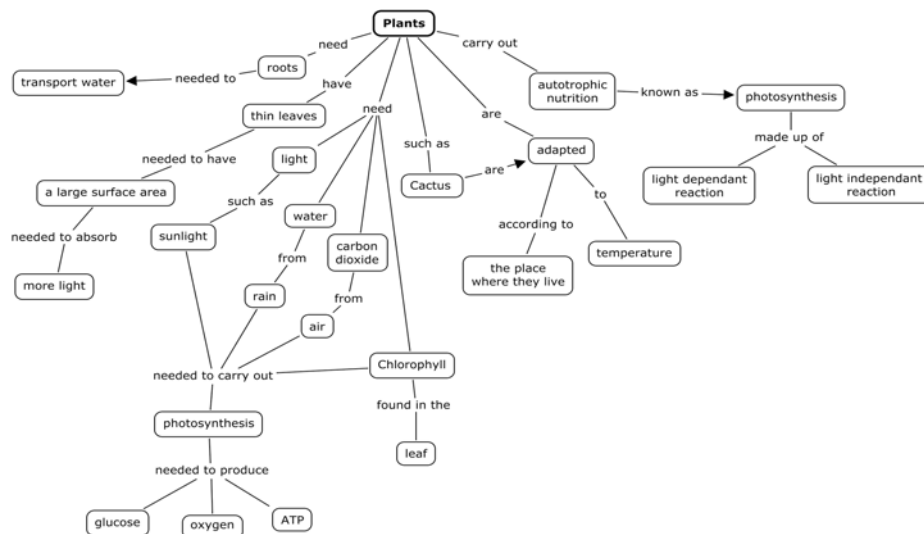 Plants
need
carry out
roots
needed to
transport water
have
autotrophic
nutrition
known as
photosynthesis
thin leaves
need
are
made up of
such as
adapted
needed to have
light
light dependant
reaction
light independant
reaction
a large surface area
Cactus
are
to
such as
water
according to
needed to absorb
sunlight
carbon
dioxide
temperature
from
the place
where they live
more light
rain
from
air
Chlorophyll
needed to carry out
found in the
photosynthesis
leaf
needed to produce
glucose
oxygen
ATP